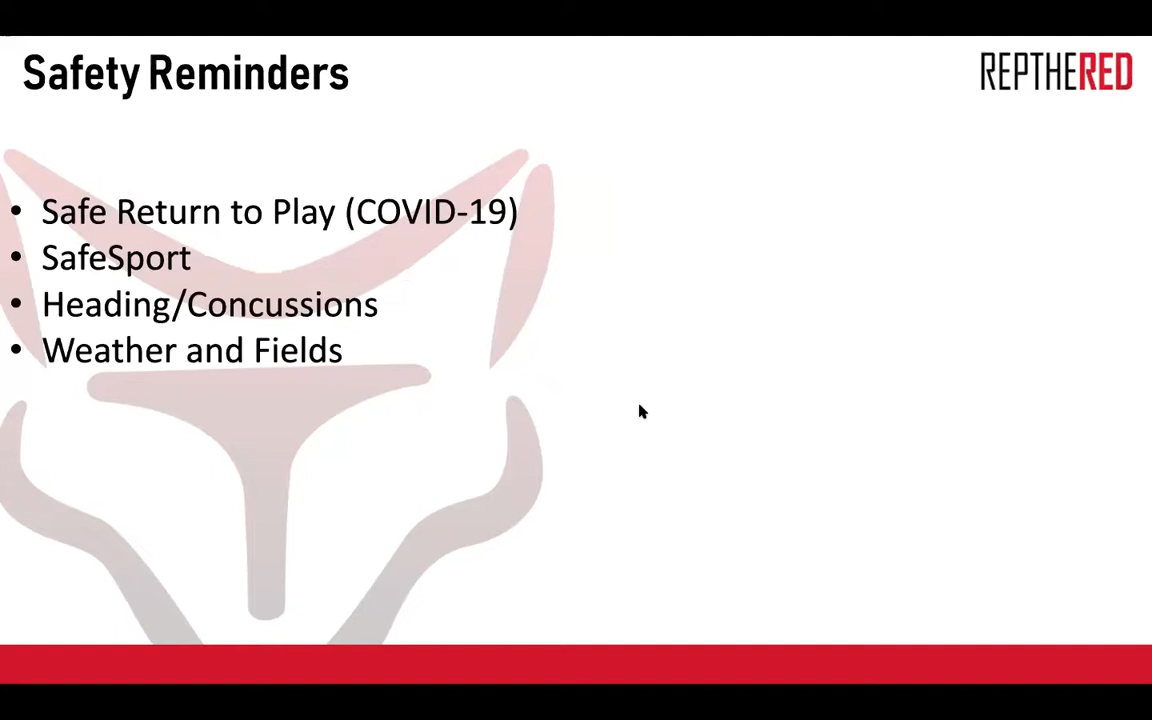 Safety Reminders
REPTHERED
• Safe Return to Play (COVID-19)
• SafeSport
• Heading/Concussions
• Weather and Fields